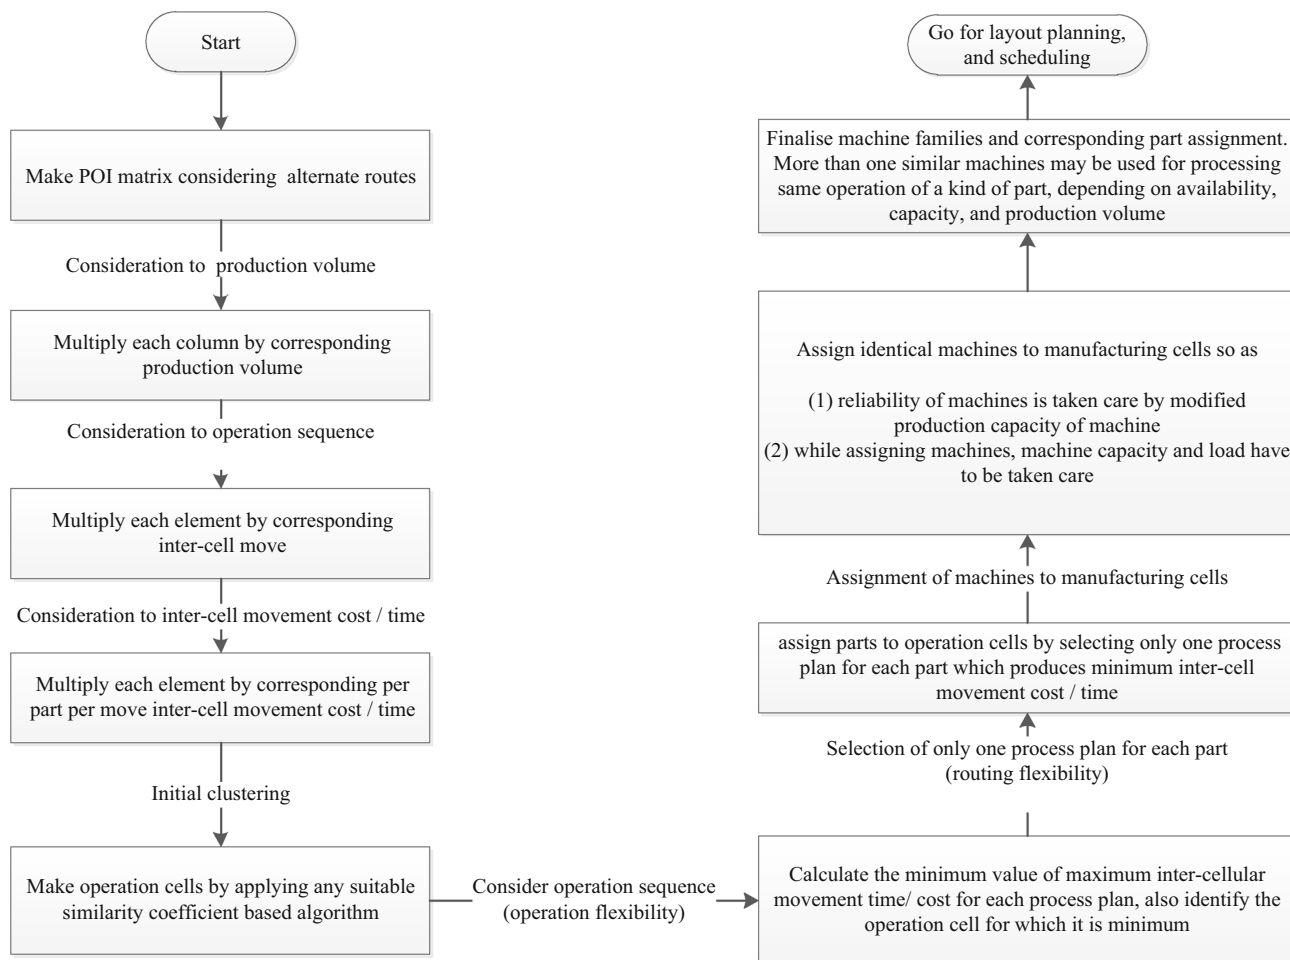 Start
Make POI matrix considering alternate routes
Consideration to production volume
Multiply each column by corresponding
production volume
Consideration to operation sequence
Multiply each element by corresponding
inter-cell move
Consideration to inter-cell movement cost / time
Multiply each element by corresponding per
part per move inter-cell movement cost / time
Initial clustering
Make operation cells by applying any suitable
similarity coefficient based algorithm
Consider operation sequence
(operation flexibility)
Calculate the minimum value of maximum inter-cellular
movement time/ cost for each process plan, also identify the
operation cell for which it is minimum
Selection of only one process plan for each part
(routing flexibility)
assign parts to operation cells by selecting only one process
plan for each part which produces minimum inter-cell
movement cost / time
Assignment of machines to manufacturing cells
Assign identical machines to manufacturing cells so as
(1) reliability of machines is taken care by modified
production capacity of machine
(2) while assigning machines, machine capacity and load have
to be taken care
Finalise machine families and corresponding part assignment.
More than one similar machines may be used for processing
same operation of a kind of part, depending on availability,
capacity, and production volume
Go for layout planning,
and scheduling